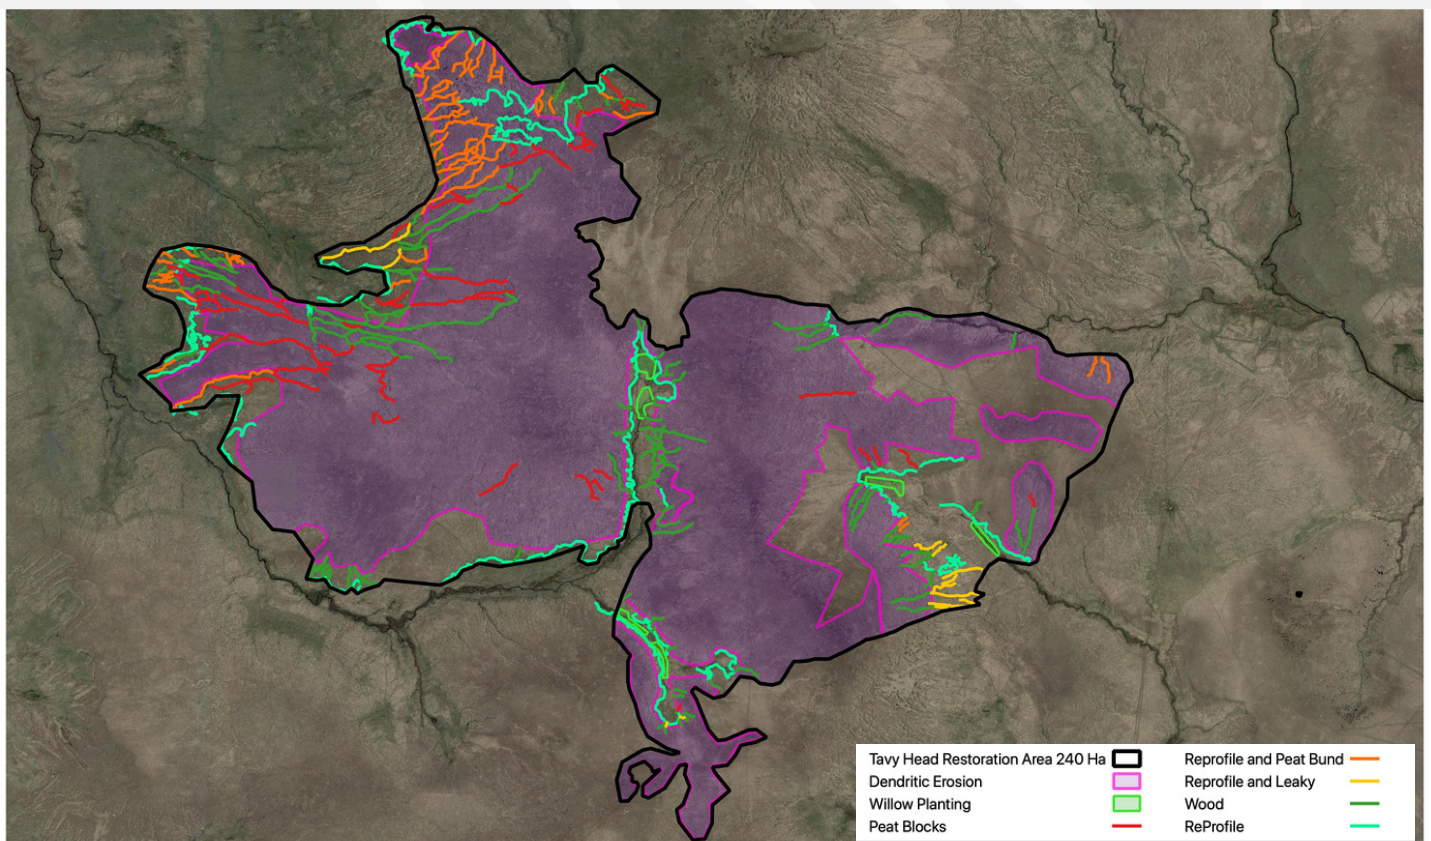 Tavy Head Restoration Area 240 Ha
Dendritic Erosion
Willow Planting
Peat Blocks
Reprofile and Peat Bund
Reprofile and Leaky
Wood
ReProfile